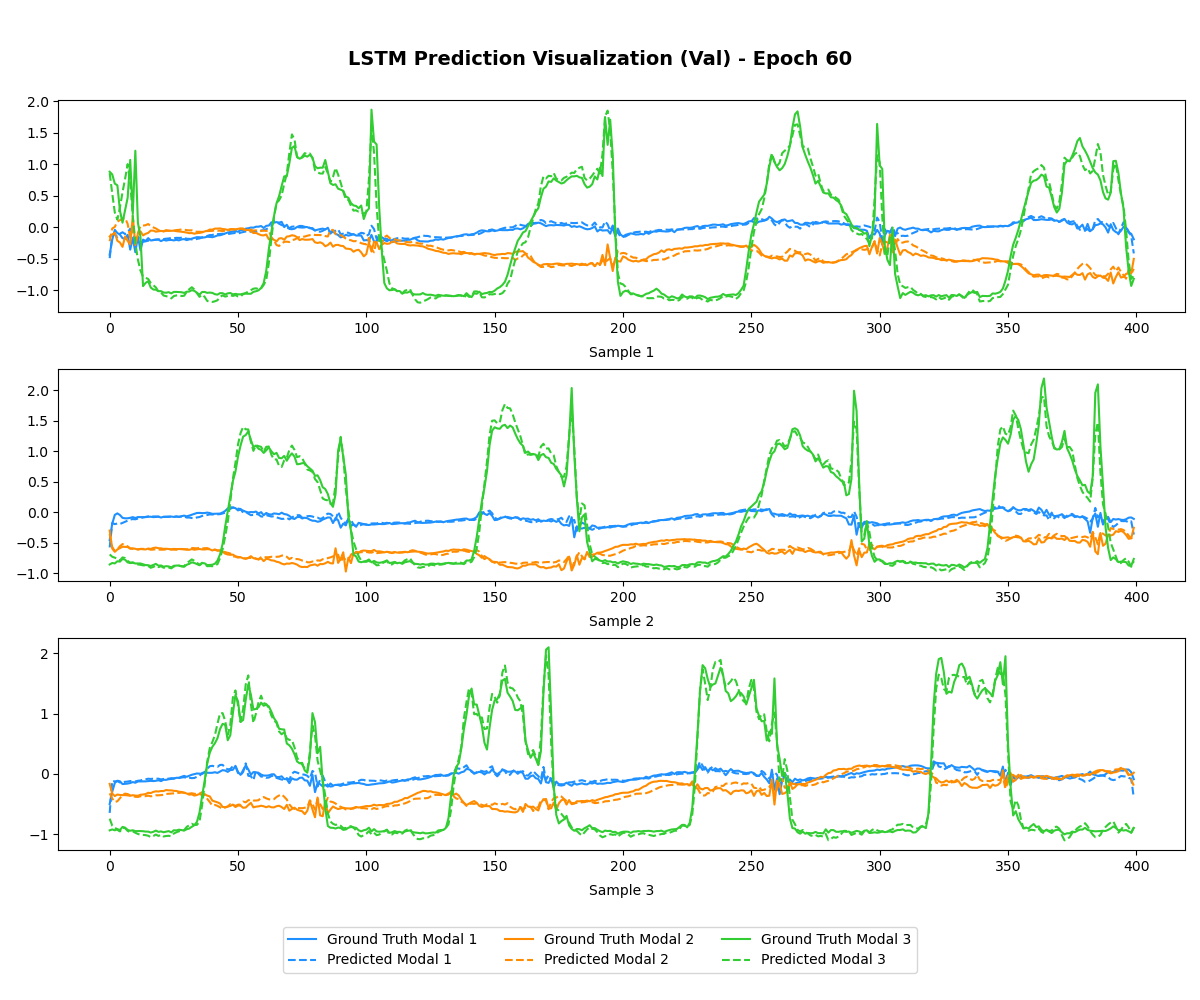 LSTM Prediction Visualization (Val) - Epoch 60
2.0
1.5
1.0
0.5
0.0
−0.5
−1.0
0 50 100 150 200 250 300 350 400
Sample 1
2.0
1.5
1.0
0.5
0.0
−0.5
−1.0
0 50 100 150 200 250 300 350 400
Sample 2
2
1
0
−1
0 50 100 150 200 250 300 350 400
Sample 3
Ground Truth Modal 1 Ground Truth Modal 2 Ground Truth Modal 3
Predicted Modal 1 Predicted Modal 2 Predicted Modal 3